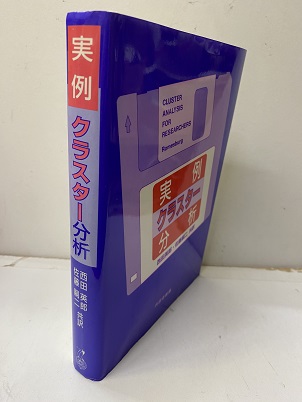 実例
クラスター分析
西田 英郎
佐藤 嗣二 共訳
CLUSTER
ANALYSIS
FOR
RESEARCHERS
Romesburg
実例
クラスター
分析